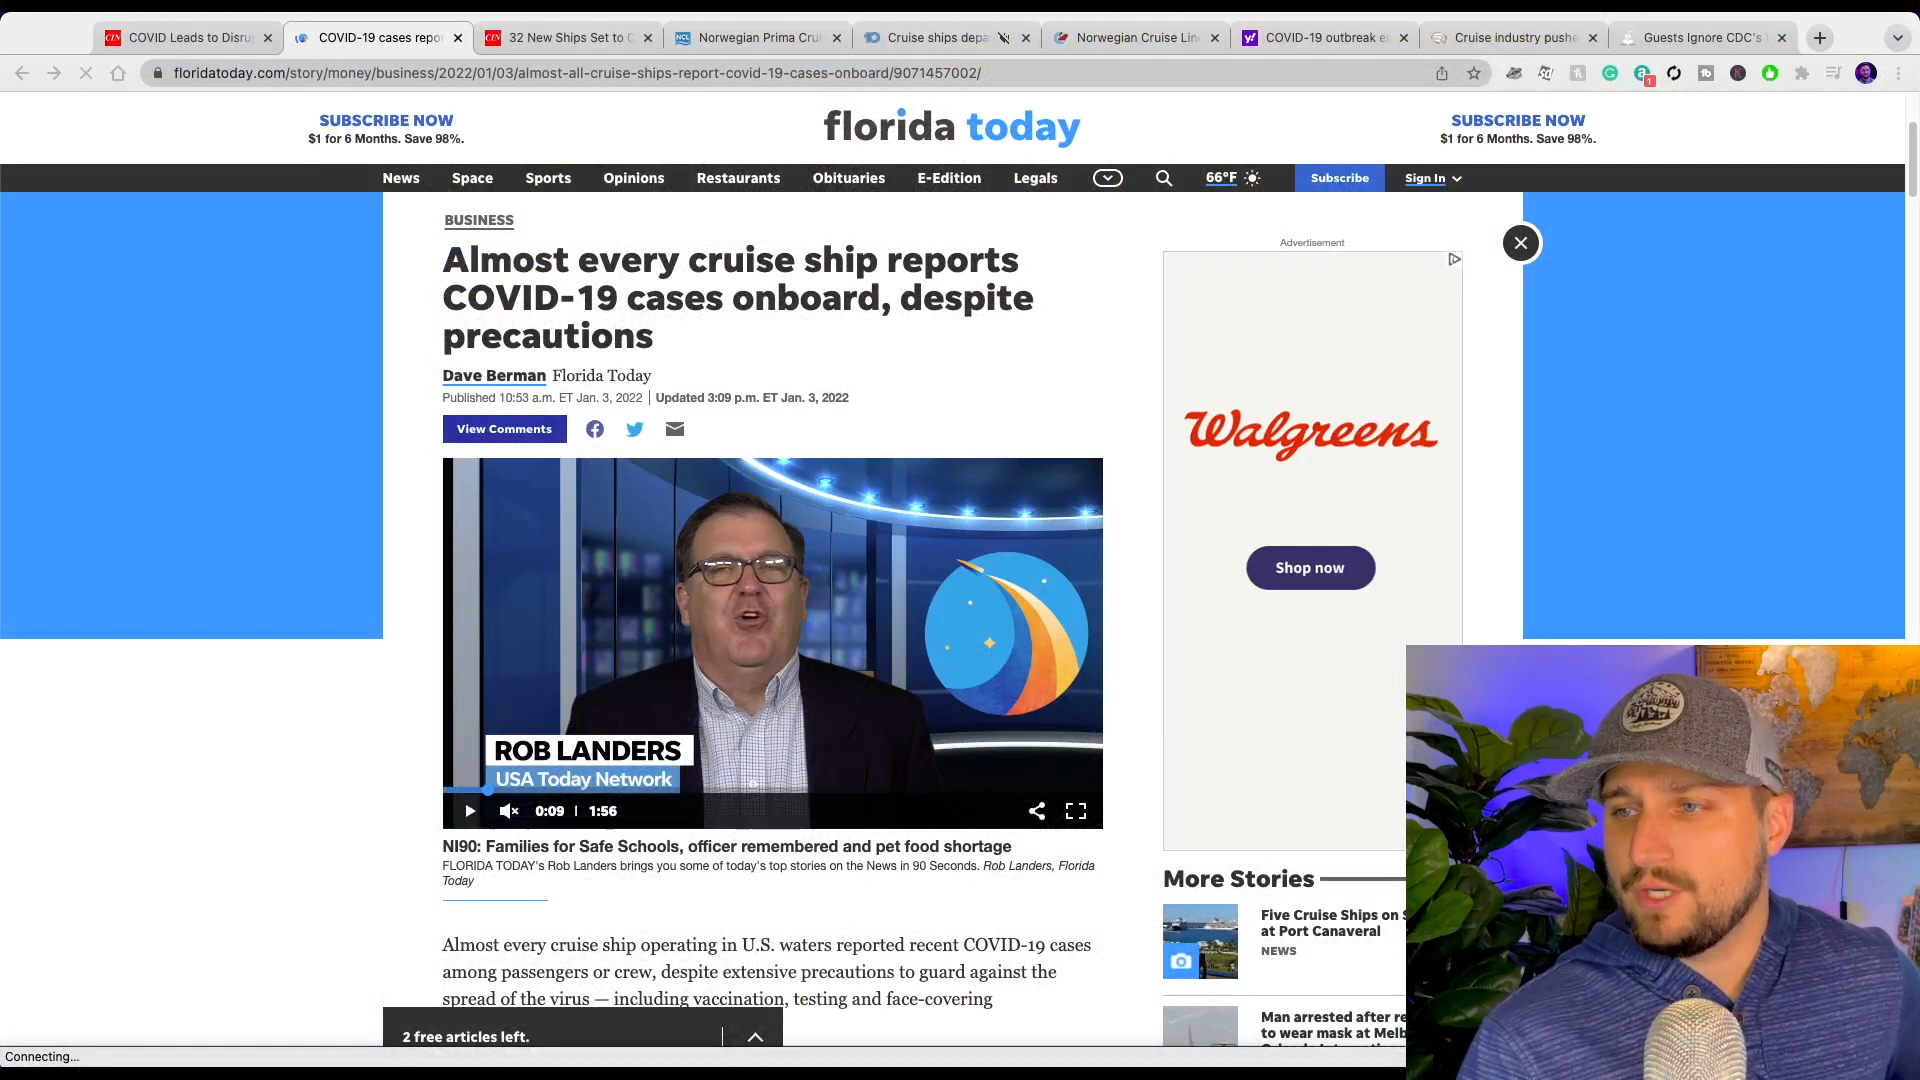 COVID Leads to Disru
COVID-19 cases repo
32 New Ships Set to
Norwegian Prima Crui
Cruise ships depa
Norwegian Cruise Lin
COVID-19 outbreak e
Cruise industry pushe
Guests Ignore CDC's
floridatoday.com/story/money/business/2022/01/03/almost-all-cruise-ships-report-covid-19-cases-onboard/9071457002/
SUBSCRIBE NOW
$1 for 6 Months. Save 98%.
florida today
SUBSCRIBE NOW
$1 for 6 Months. Save 98%.
News Space Sports Opinions Restaurants Obituaries E-Edition Legals 66°F Subscribe Sign In
BUSINESS
Almost every cruise ship reports
COVID-19 cases onboard, despite
precautions
Dave Berman Florida Today
Published 10:53 a.m. ET Jan. 3, 2022 | Updated 3:09 p.m. ET Jan. 3, 2022
View Comments
ROB LANDERS
USA Today Network
0:09 | 1:56
NI90: Families for Safe Schools, officer remembered and pet food shortage
FLORIDA TODAY's Rob Landers brings you some of today's top stories on the News in 90 Seconds. Rob Landers, Florida
Today
Almost every cruise ship operating in U.S. waters reported recent COVID-19 cases
among passengers or crew, despite extensive precautions to guard against the
spread of the virus — including vaccination, testing and face-covering
2 free articles left.
Connecting...
Advertisement
Walgreens
Shop now
More Stories
Five Cruise Ships on S
at Port Canaveral
NEWS
Man arrested after re
to wear mask at Melb